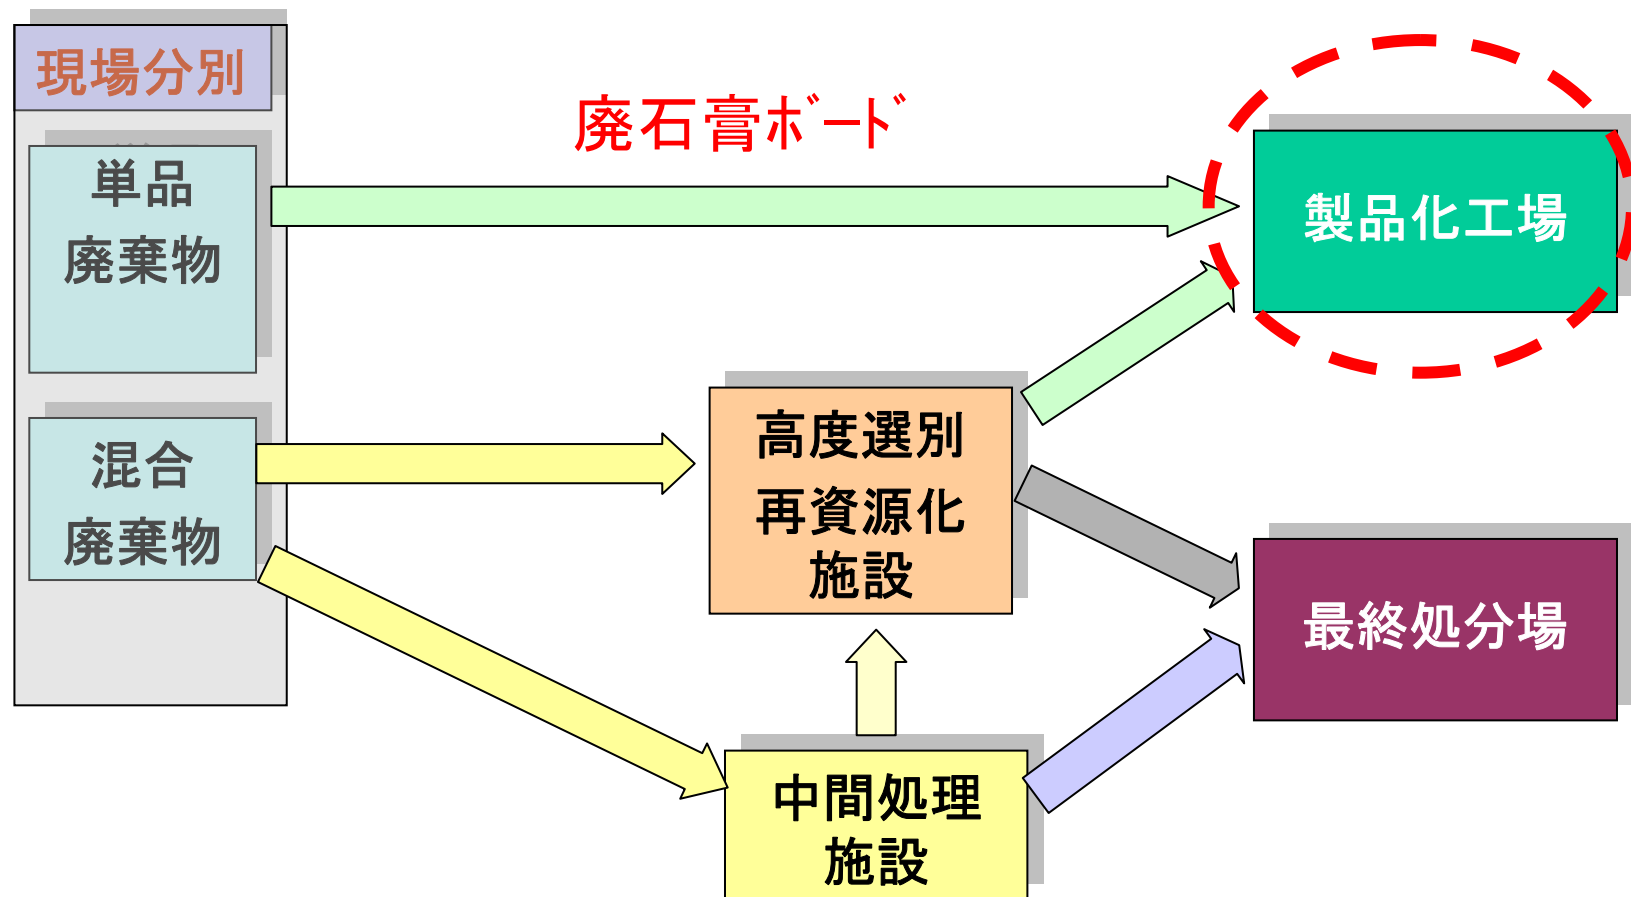 現場分別
単品
廃棄物
混合
廃棄物
廃石膏ﾎﾞｰﾄﾞ
製品化工場
高度選別
再資源化
施設
最終処分場
中間処理
施設